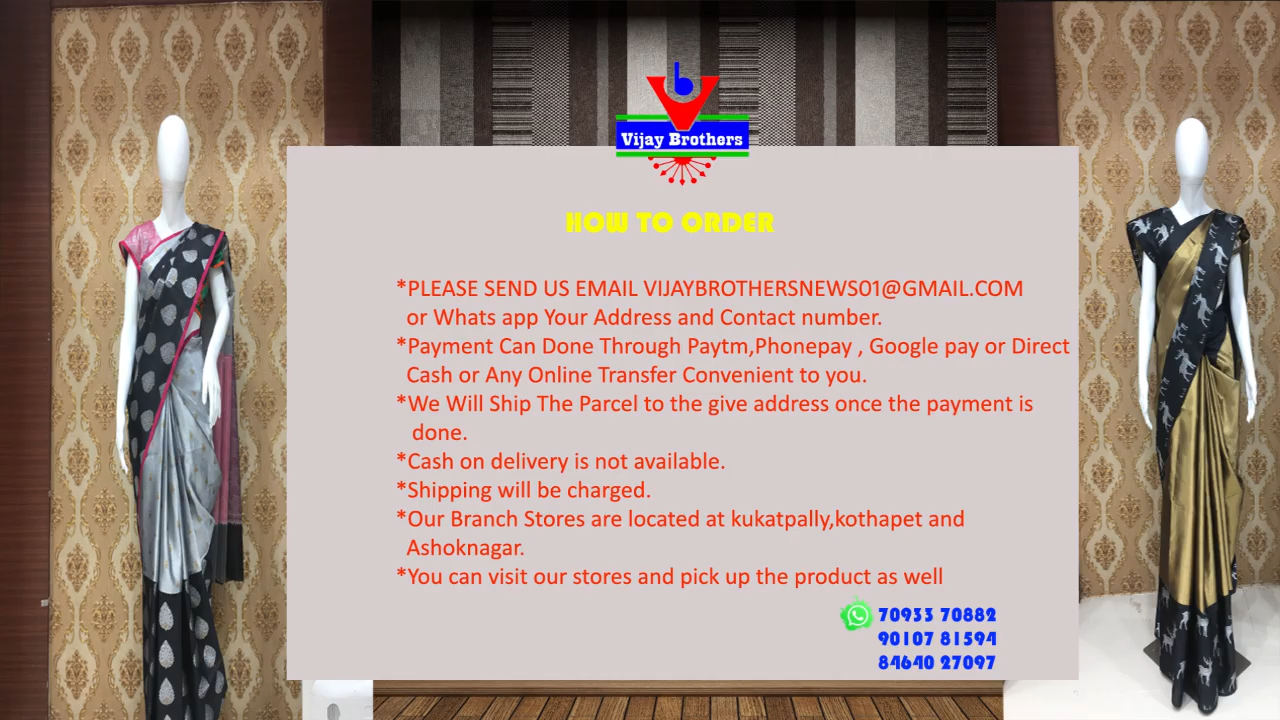 b
Vijay Brothers
HOW TO ORDER
*PLEASE SEND US EMAIL VIJAYBROTHERSNEWS01@GMAIL.COM
or Whats app Your Address and Contact number.
*Payment Can Done Through Paytm,Phonepay , Google pay or Direct
Cash or Any Online Transfer Convenient to you.
*We Will Ship The Parcel to the give address once the payment is
done.
*Cash on delivery is not available.
*Shipping will be charged.
*Our Branch Stores are located at kukatpally,kothapet and
Ashoknagar.
*You can visit our stores and pick up the product as well
70933 70882
90107 81594
84640 27097